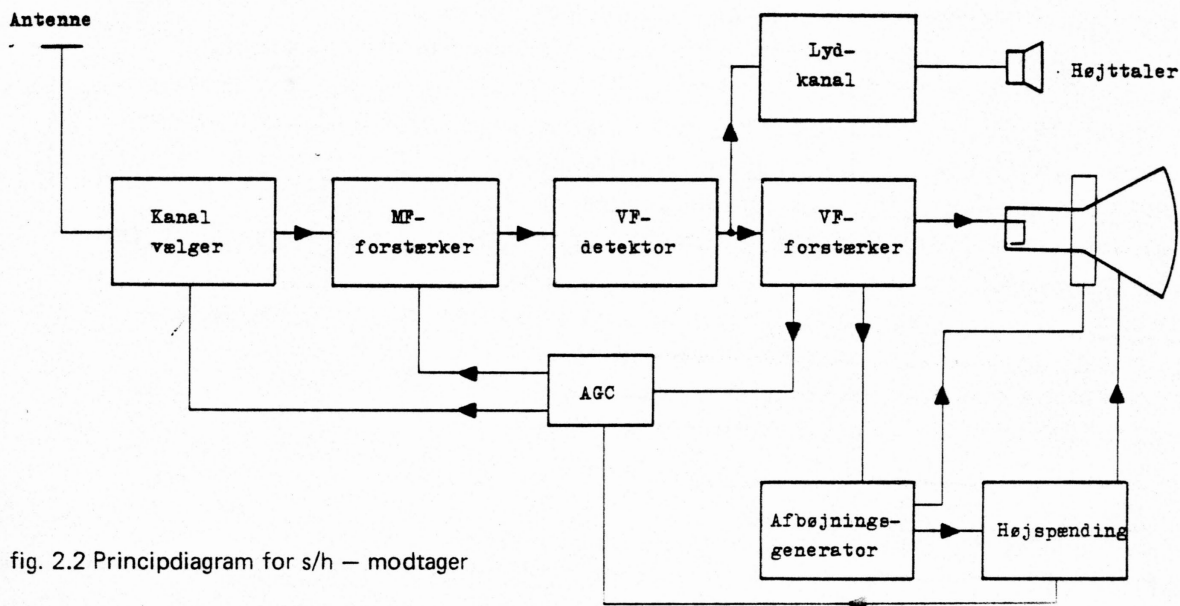 Antenne
Lyd-
kanal
Højttaler
Kanal
vælger
MF-
forstærker
VF-
detektor
VF-
forstærker
AGC
Afbøjnings-
generator
Højspænding
fig. 2.2 Principdiagram for s/h — modtager